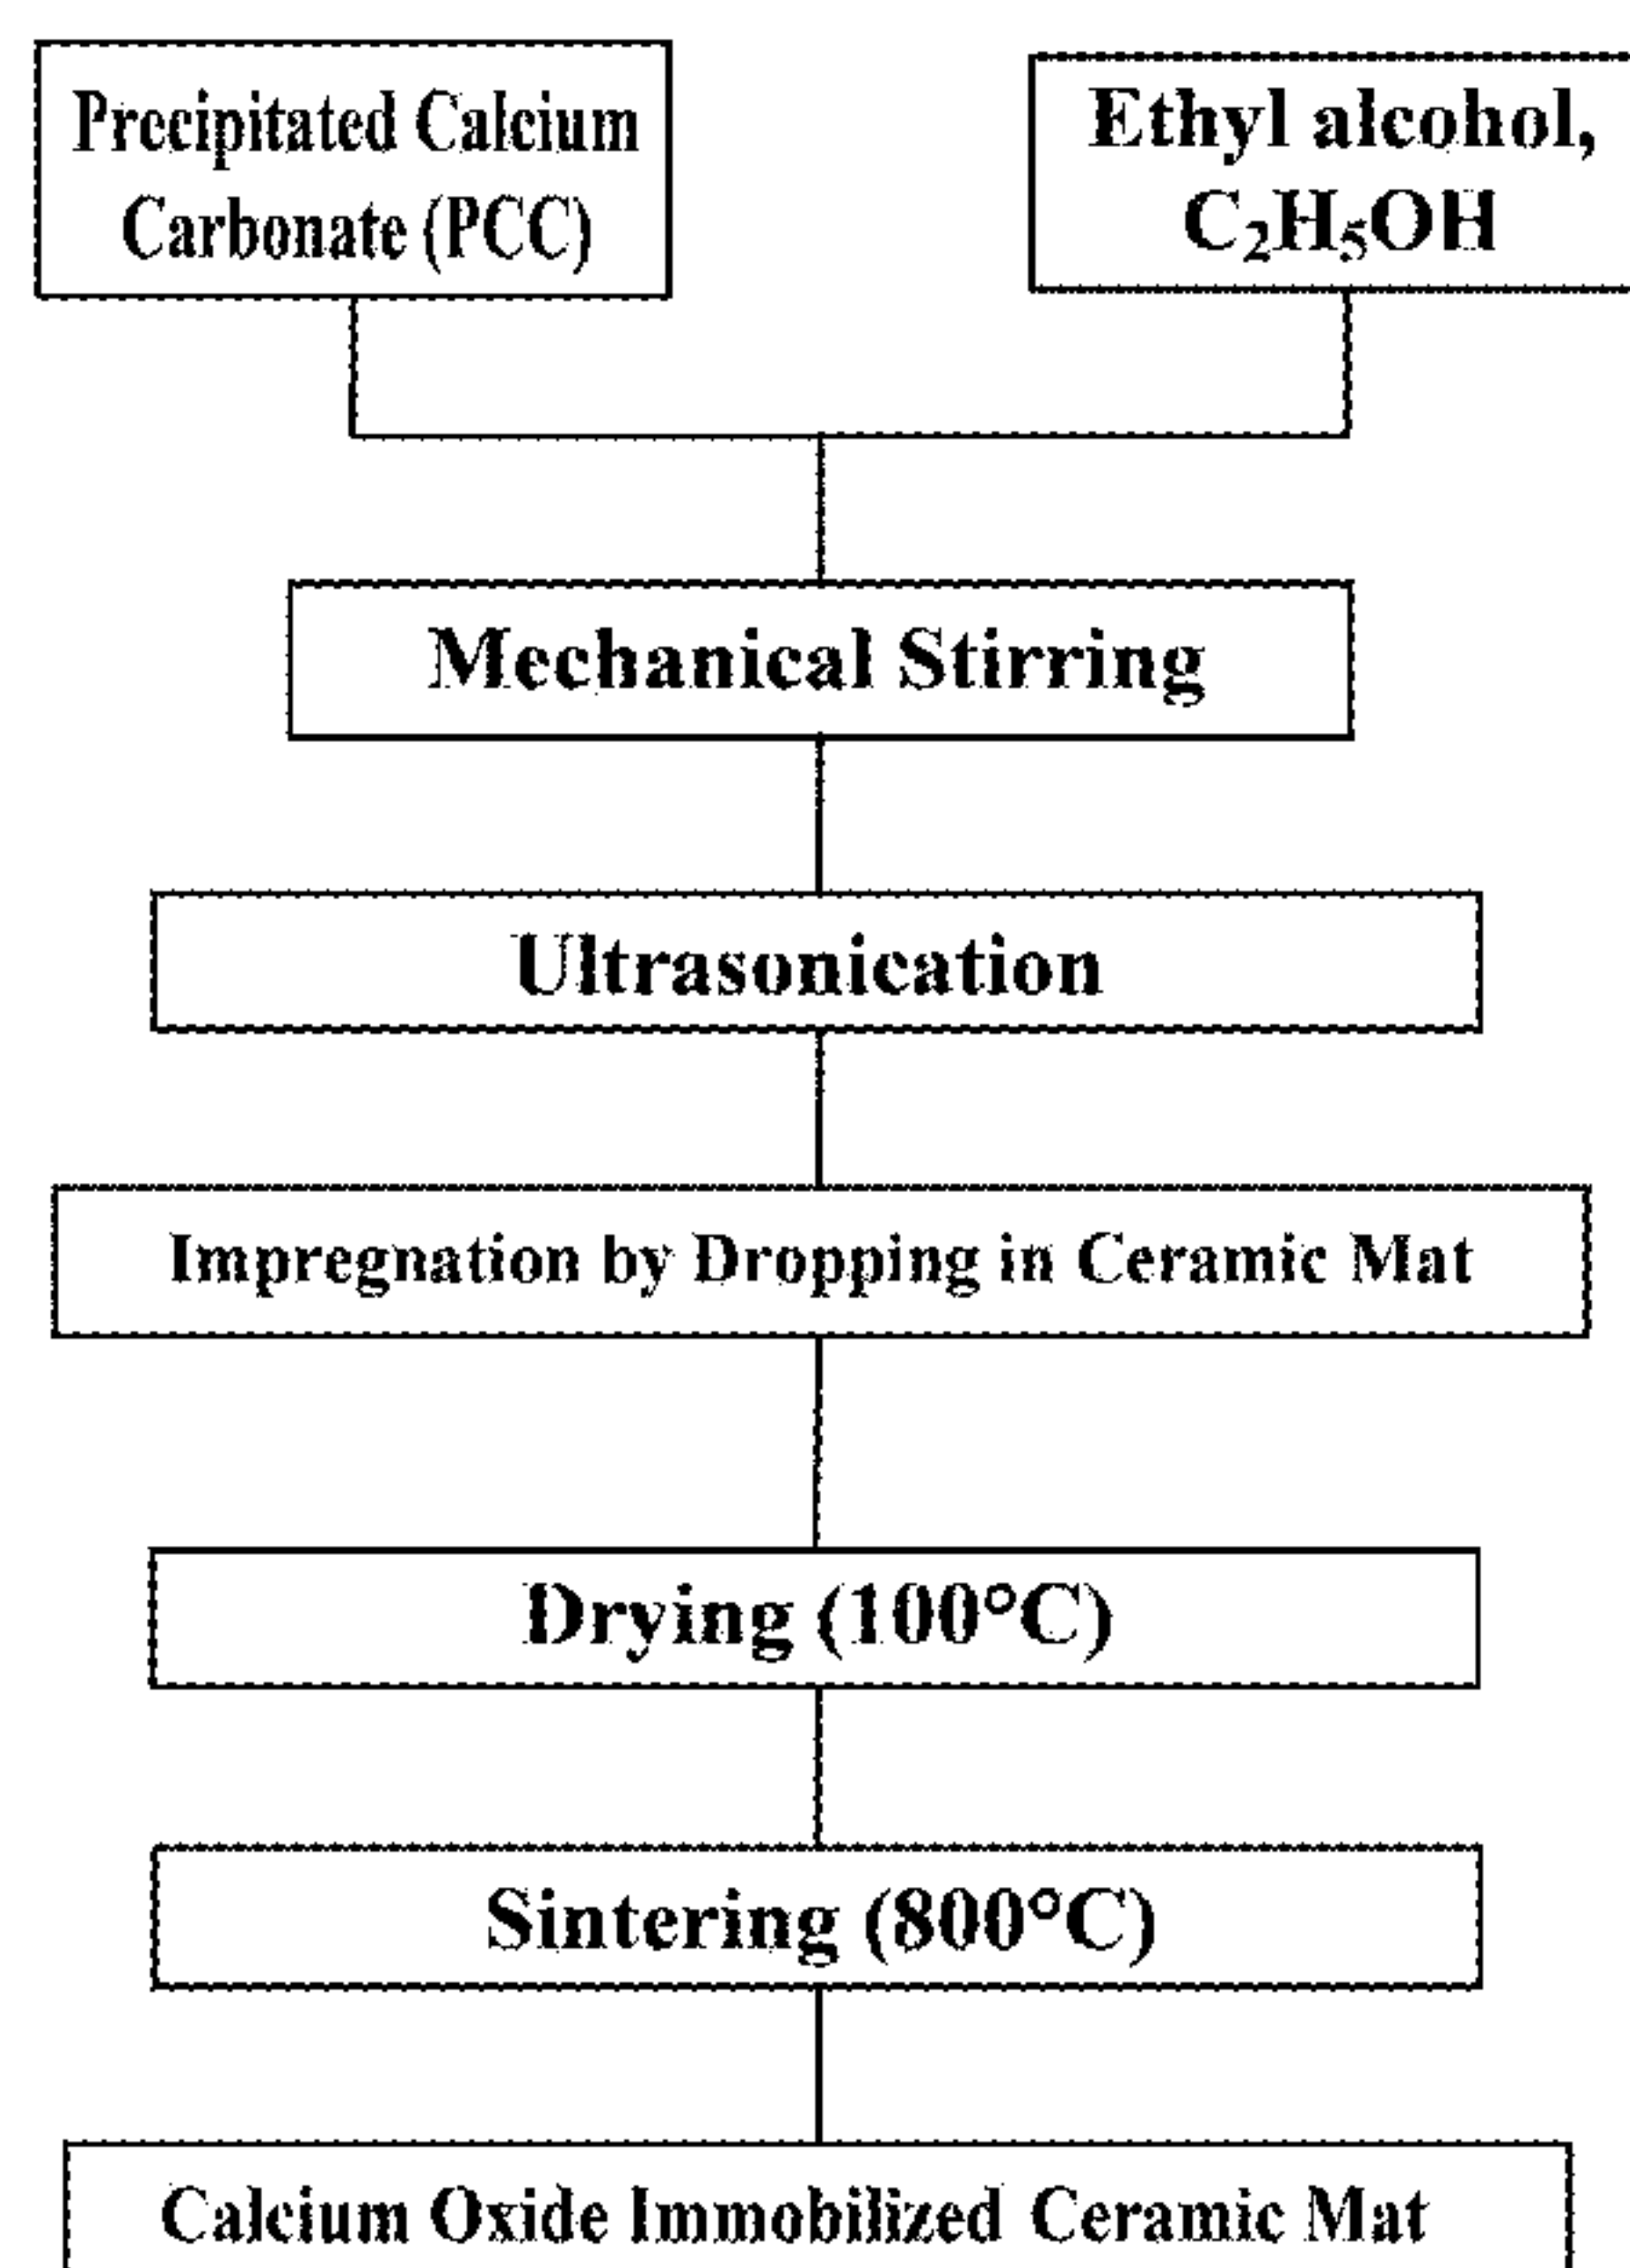 Precipitated Calcium
Carbonate (PCC)
Ethyl alcohol,
C₂H₅OH
Mechanical Stirring
Ultrasonication
Impregnation by Dropping in Ceramic Mat
Drying (100°C)
Sintering (800°C)
Calcium Oxide Immobilized Ceramic Mat